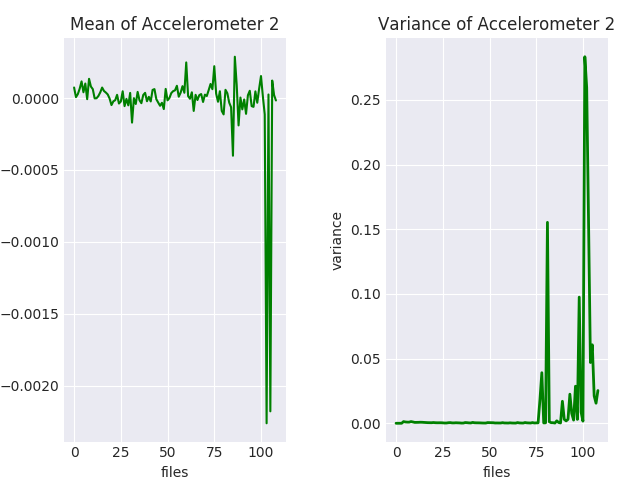 Mean of Accelerometer 2
0.0000
−0.0005
−0.0010
−0.0015
−0.0020
0 25 50 75 100
files
Variance of Accelerometer 2
variance
0.25
0.20
0.15
0.10
0.05
0.00
0 25 50 75 100
files